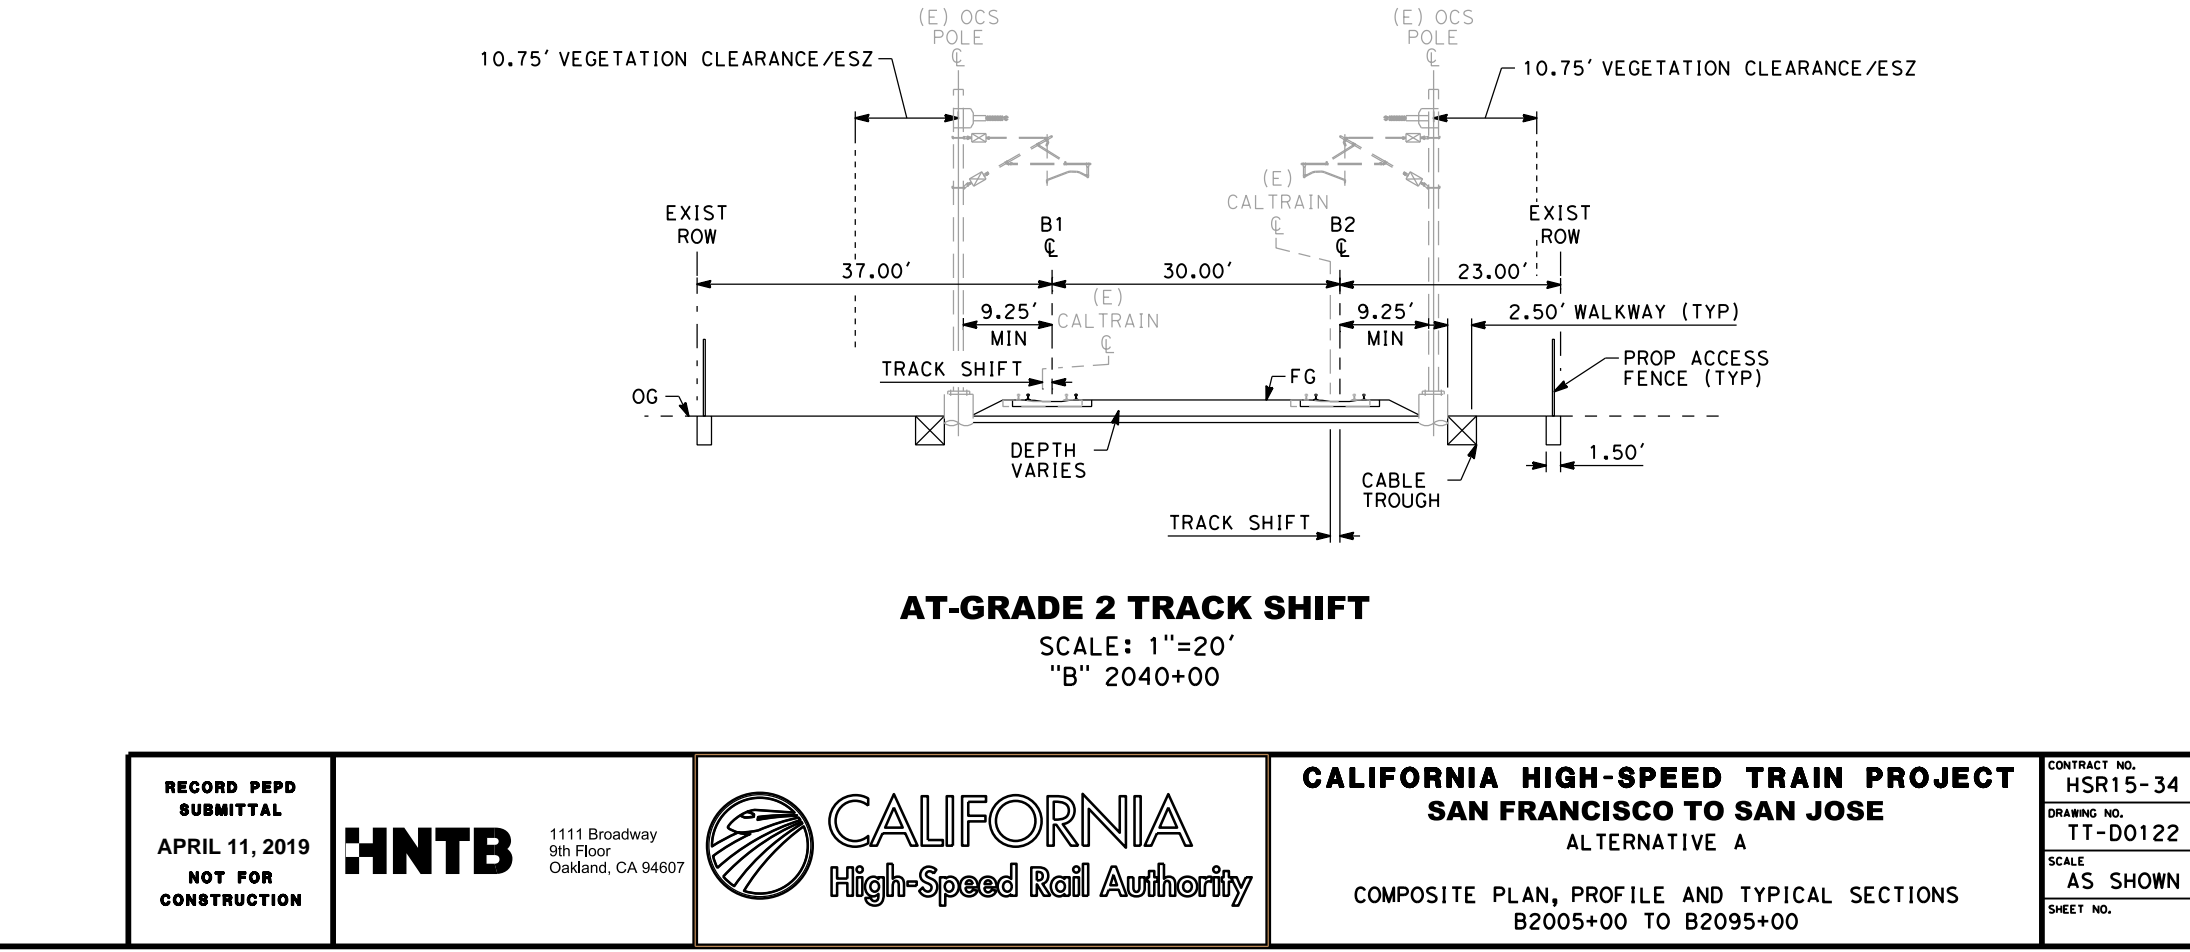 (E) OCS
POLE
℄
(E) OCS
POLE
℄
10.75' VEGETATION CLEARANCE/ESZ
10.75' VEGETATION CLEARANCE/ESZ
(E)
CALTRAIN
℄
EXIST
ROW
B1
℄
B2
℄
EXIST
ROW
37.00'
30.00'
23.00'
(E)
CALTRAIN
℄
9.25'
MIN
9.25'
MIN
2.50' WALKWAY (TYP)
TRACK SHIFT
FG
PROP ACCESS
FENCE (TYP)
OG
DEPTH
VARIES
1.50'
CABLE
TROUGH
TRACK SHIFT
AT-GRADE 2 TRACK SHIFT
SCALE: 1"=20'
"B" 2040+00
RECORD PEPD
SUBMITTAL
APRIL 11, 2019
NOT FOR
CONSTRUCTION
HNTB
1111 Broadway
9th Floor
Oakland, CA 94607
CALIFORNIA
High-Speed Rail Authority
CALIFORNIA HIGH-SPEED TRAIN PROJECT
SAN FRANCISCO TO SAN JOSE
ALTERNATIVE A
COMPOSITE PLAN, PROFILE AND TYPICAL SECTIONS
B2005+00 TO B2095+00
CONTRACT NO.
HSR15-34
DRAWING NO.
TT-D0122
SCALE
AS SHOWN
SHEET NO.